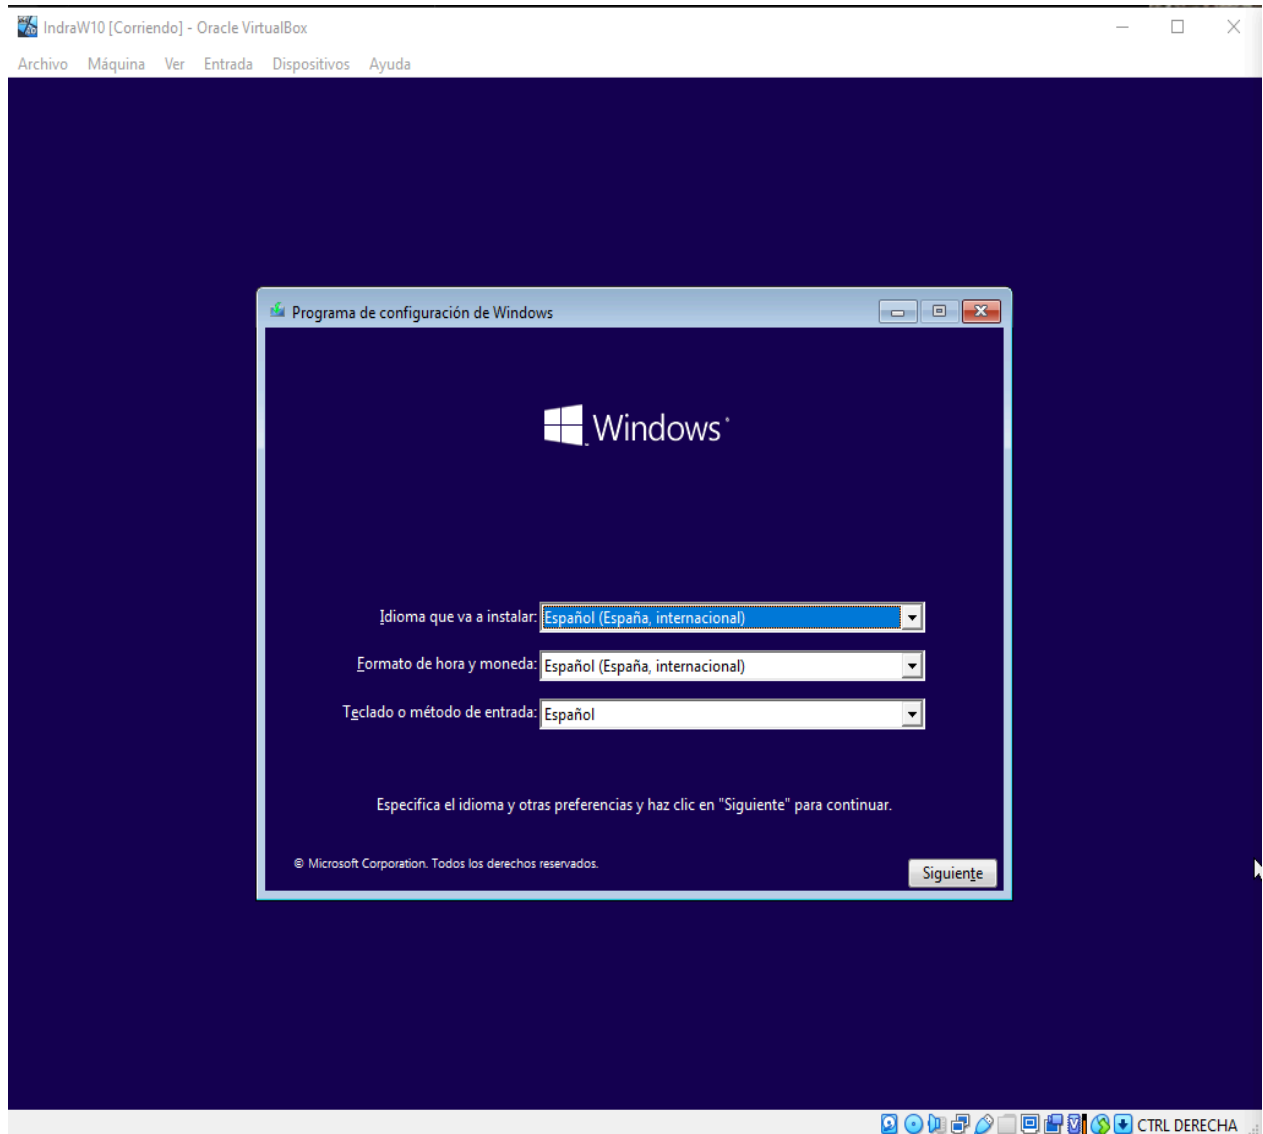 IndraW10 [Corriendo] - Oracle VirtualBox
Archivo Máquina Ver Entrada Dispositivos Ayuda
Programa de configuración de Windows
Windows
Idioma que va a instalar: Español (España, internacional)
Formato de hora y moneda: Español (España, internacional)
Teclado o método de entrada: Español
Especifica el idioma y otras preferencias y haz clic en "Siguiente" para continuar.
© Microsoft Corporation. Todos los derechos reservados.
Siguiente
CTRL DERECHA